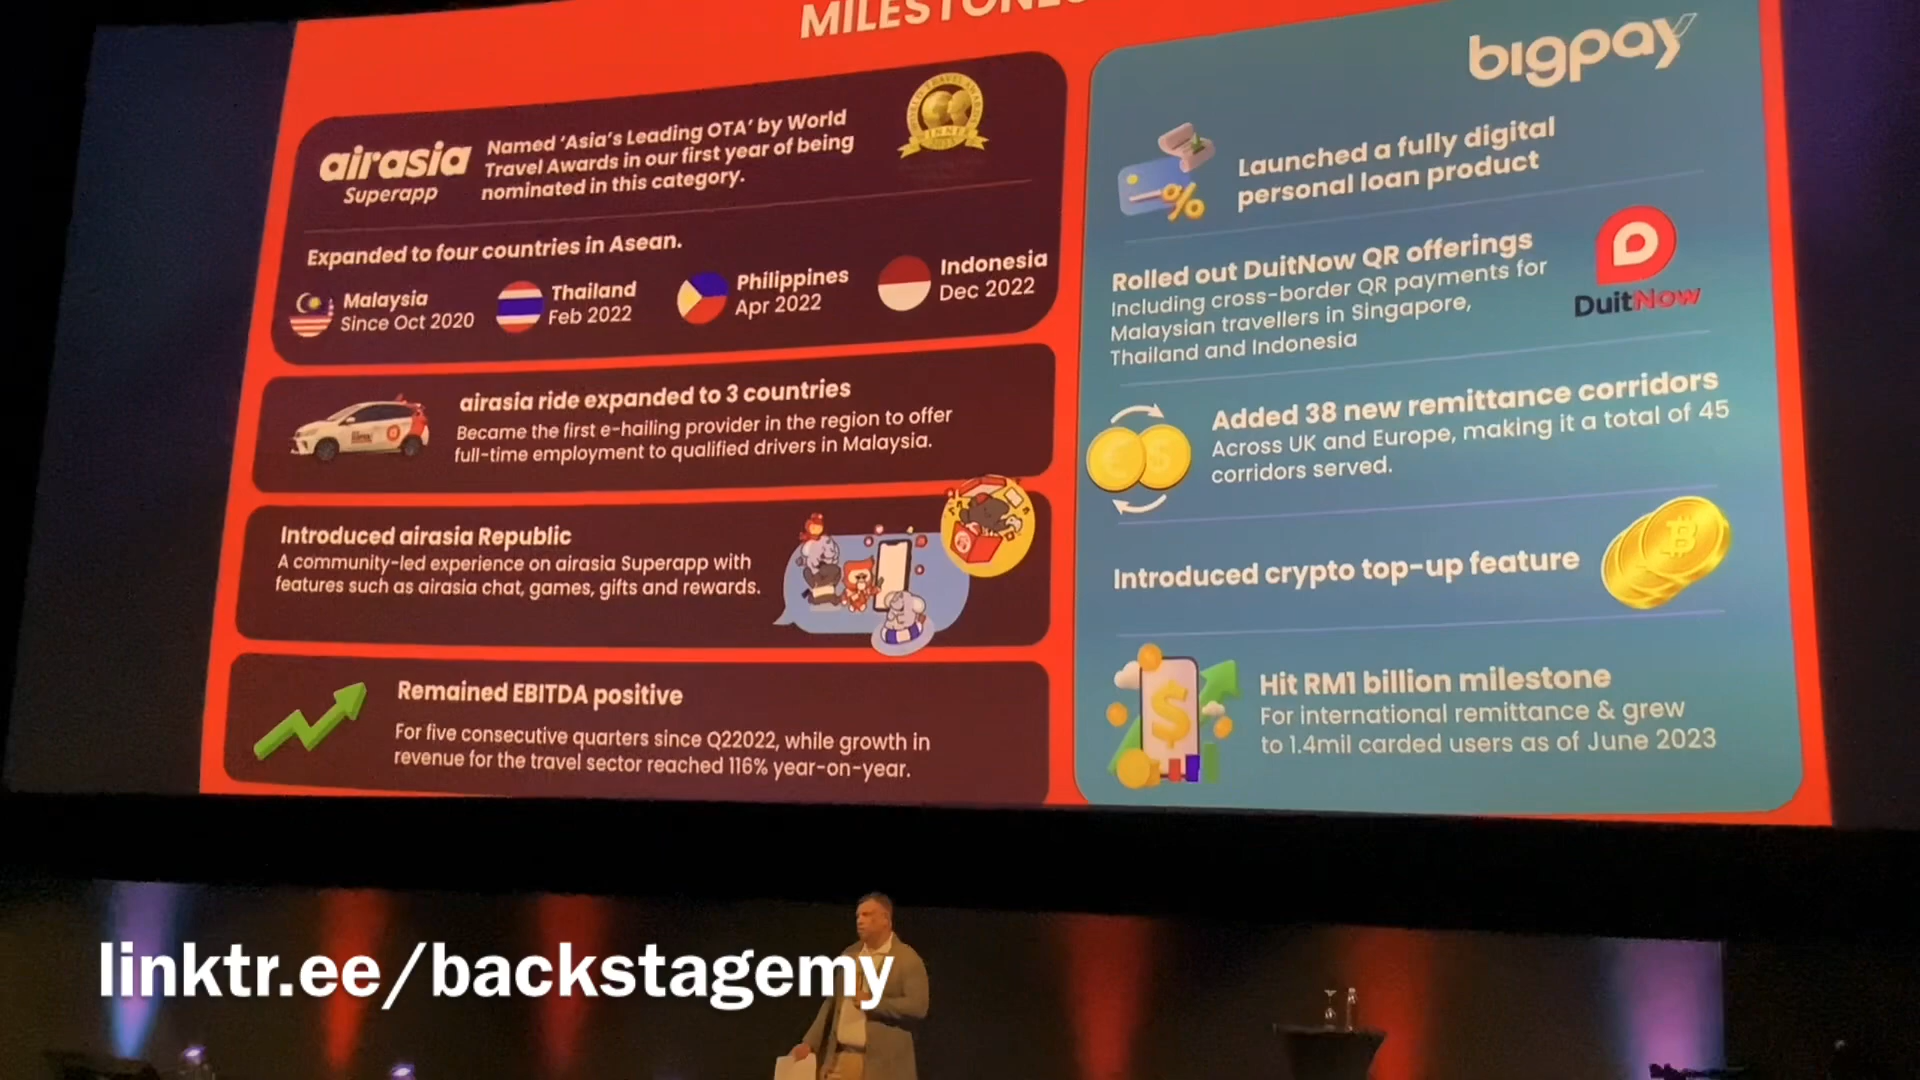 MILESTONES
airasia
Superapp
Named ‘Asia’s Leading OTA’ by World
Travel Awards in our first year of being
nominated in this category.
WINNER
Expanded to four countries in Asean.
Malaysia
Since Oct 2020
Thailand
Feb 2022
Philippines
Apr 2022
Indonesia
Dec 2022
airasia ride expanded to 3 countries
Became the first e-hailing provider in the region to offer
full-time employment to qualified drivers in Malaysia.
Introduced airasia Republic
A community-led experience on airasia Superapp with
features such as airasia chat, games, gifts and rewards.
Remained EBITDA positive
For five consecutive quarters since Q22022, while growth in
revenue for the travel sector reached 116% year-on-year.
bigpay
Launched a fully digital
personal loan product
Rolled out DuitNow QR offerings
Including cross-border QR payments for
Malaysian travellers in Singapore,
Thailand and Indonesia
DuitNow
Added 38 new remittance corridors
Across UK and Europe, making it a total of 45
corridors served.
Introduced crypto top-up feature
Hit RM1 billion milestone
For international remittance & grew
to 1.4mil carded users as of June 2023
linktr.ee/backstagemy